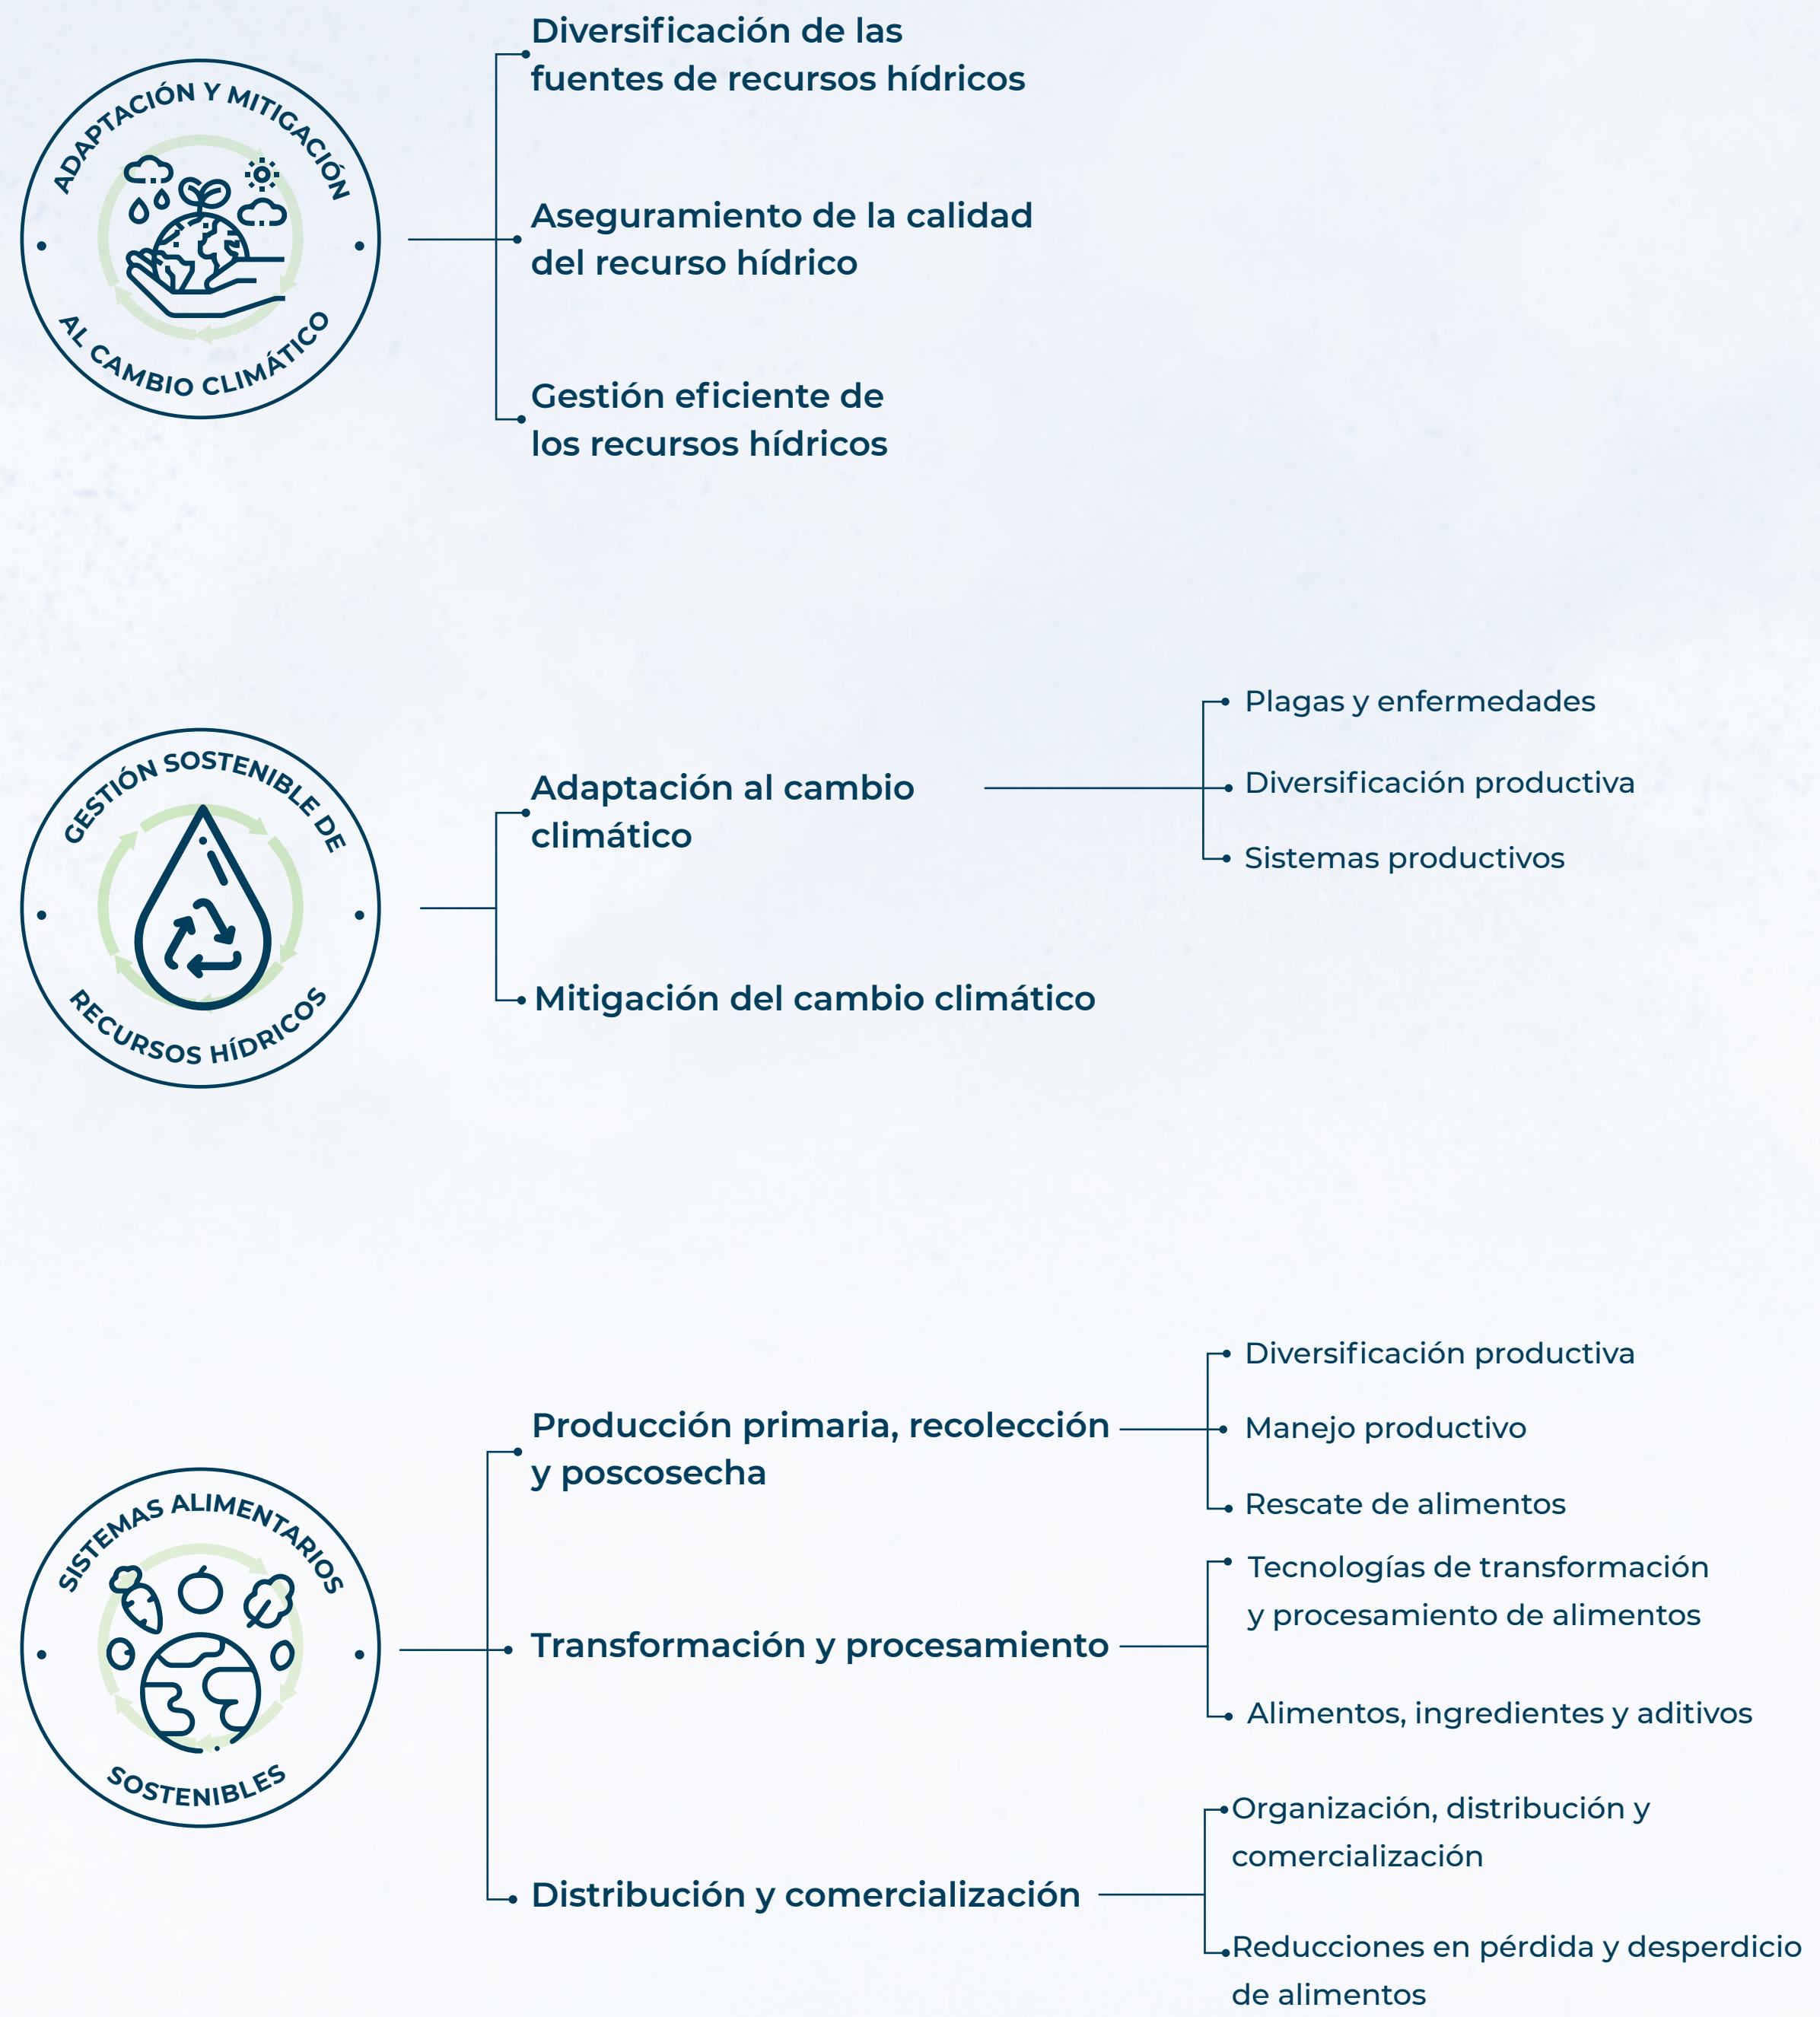 ADAPTACIÓN Y MITIGACIÓN
AL CAMBIO CLIMÁTICO
Diversificación de las
fuentes de recursos hídricos
Aseguramiento de la calidad
del recurso hídrico
Gestión eficiente de
los recursos hídricos
GESTIÓN SOSTENIBLE DE
RECURSOS HÍDRICOS
Adaptación al cambio
climático
Plagas y enfermedades
Diversificación productiva
Sistemas productivos
Mitigación del cambio climático
SISTEMAS ALIMENTARIOS
SOSTENIBLES
Producción primaria, recolección
y poscosecha
Diversificación productiva
Manejo productivo
Rescate de alimentos
Transformación y procesamiento
Tecnologías de transformación
y procesamiento de alimentos
Alimentos, ingredientes y aditivos
Distribución y comercialización
Organización, distribución y
comercialización
Reducciones en pérdida y desperdicio
de alimentos